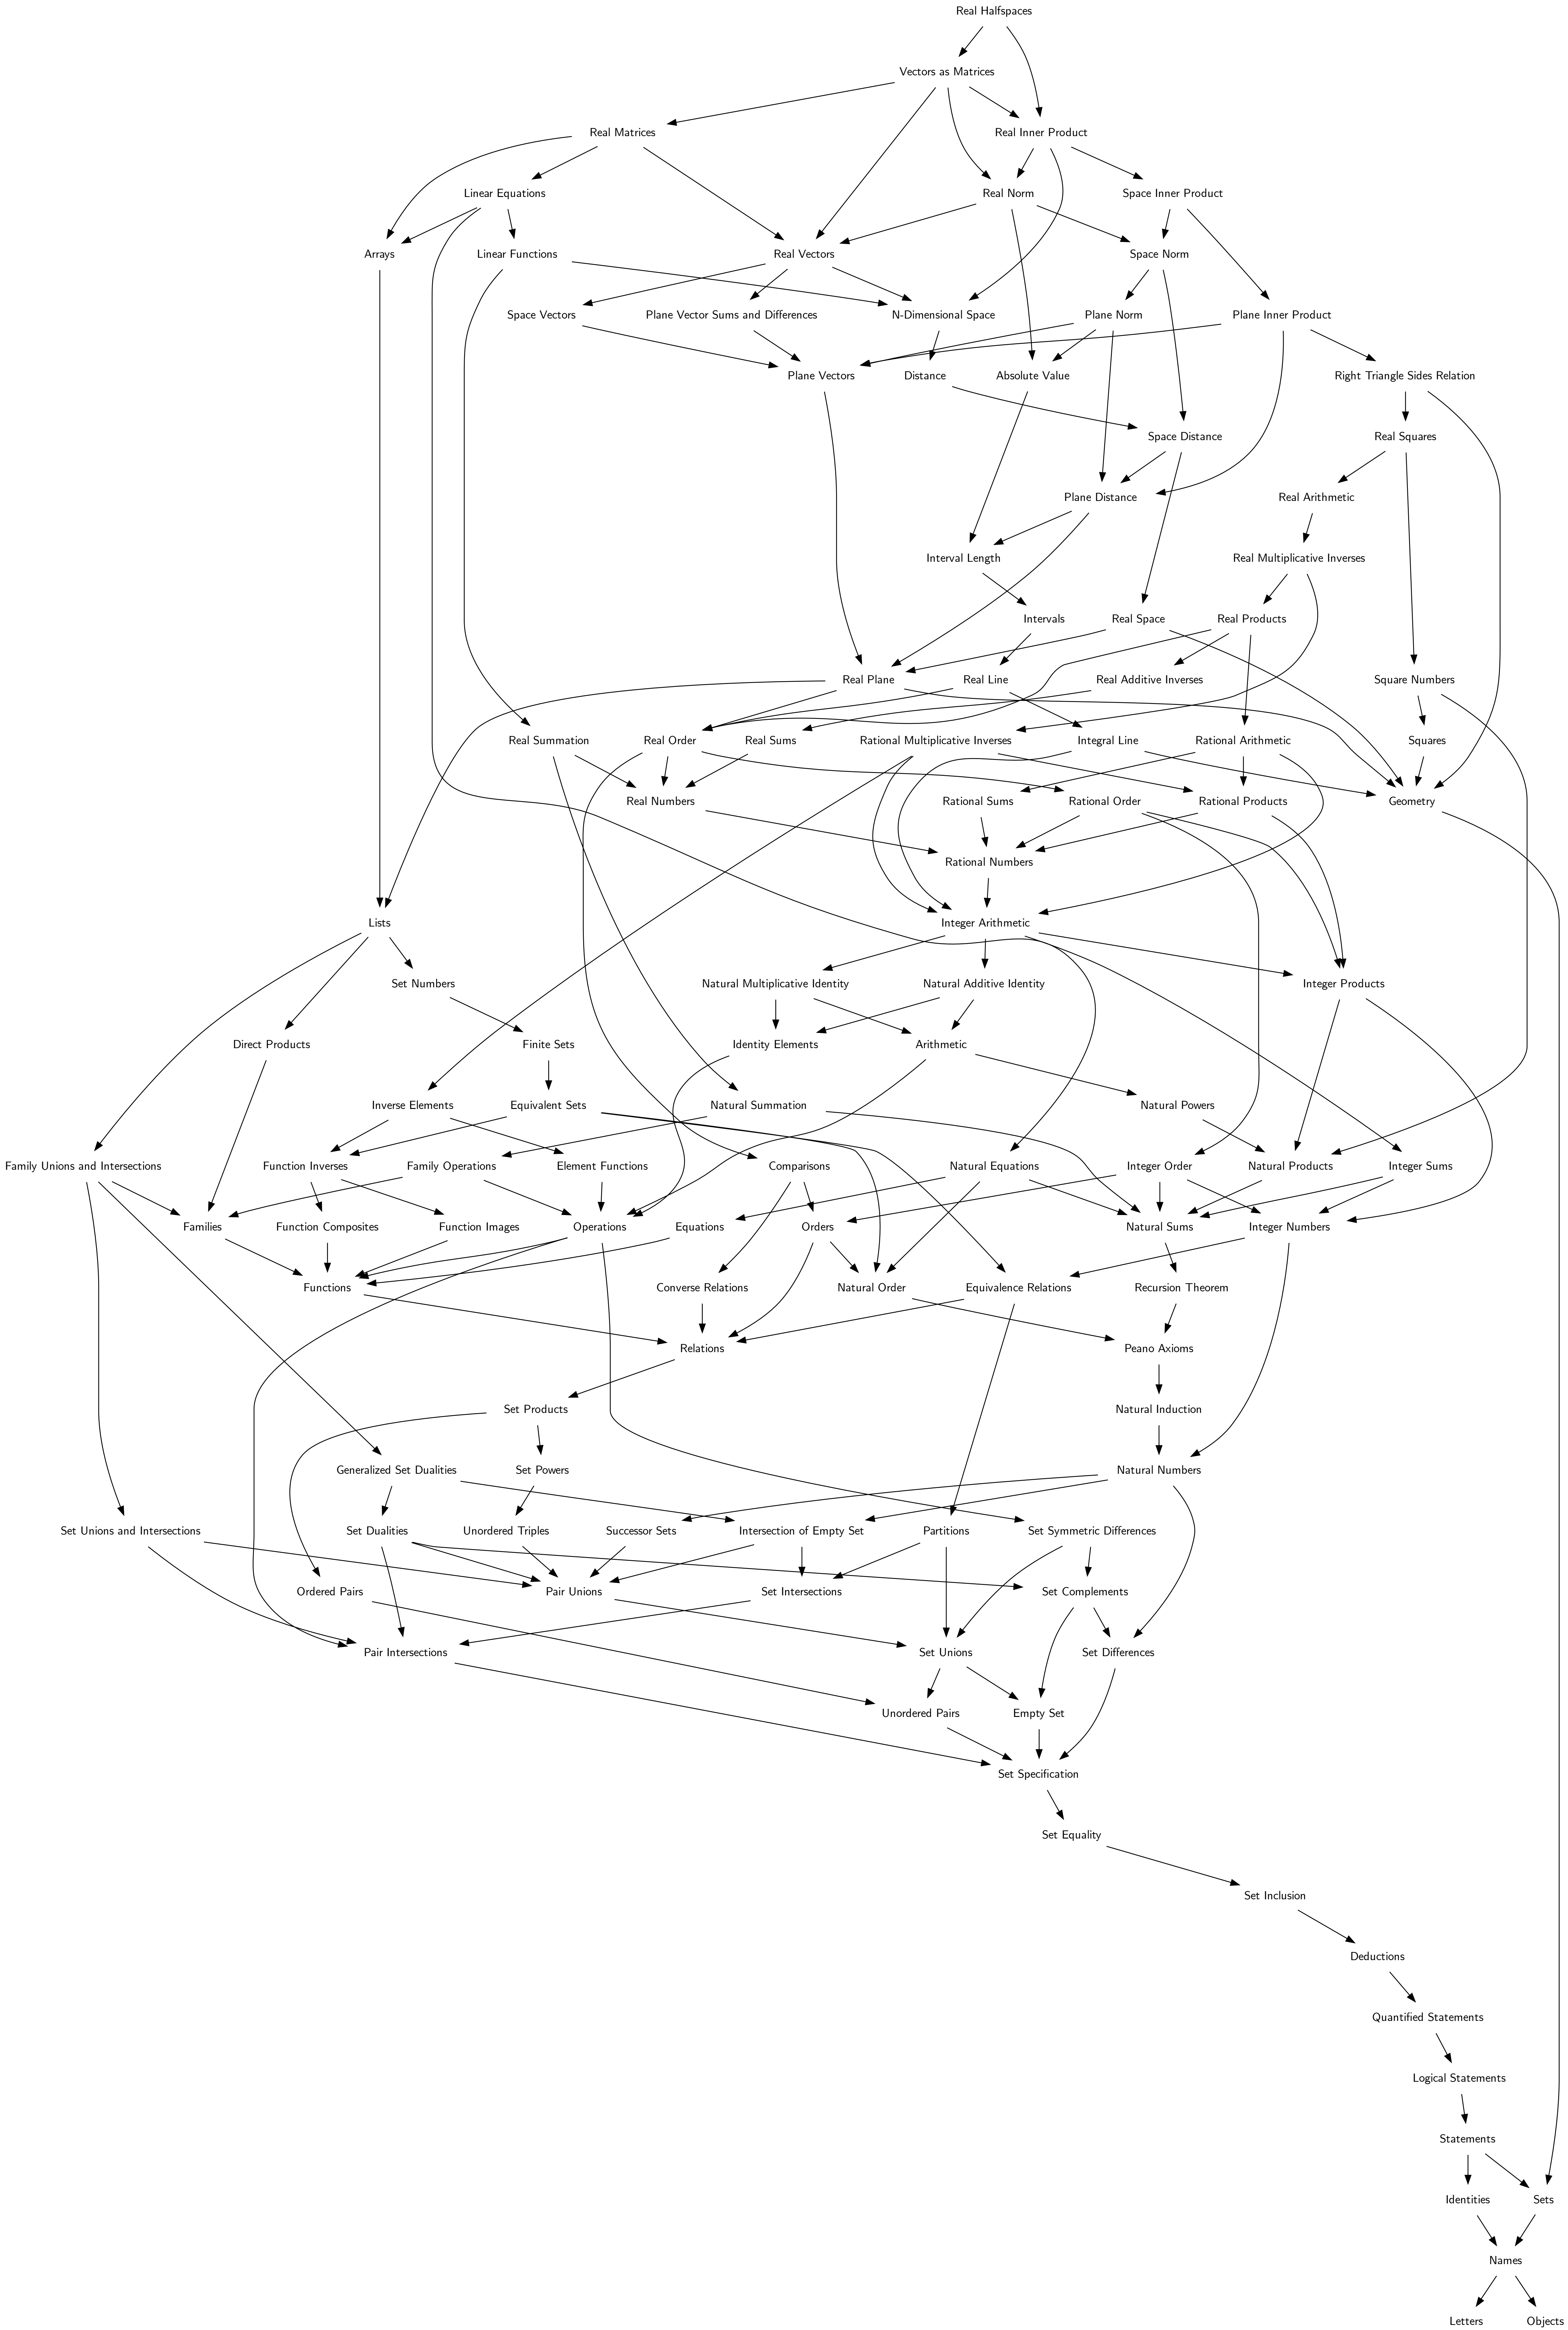 Real Halfspaces
Vectors as Matrices
Real Matrices
Real Inner Product
Linear Equations
Real Norm
Space Inner Product
Arrays
Linear Functions
Real Vectors
Space Norm
Space Vectors
Plane Vector Sums and Differences
N-Dimensional Space
Plane Norm
Plane Inner Product
Plane Vectors
Distance
Absolute Value
Right Triangle Sides Relation
Space Distance
Real Squares
Plane Distance
Real Arithmetic
Interval Length
Real Multiplicative Inverses
Intervals
Real Space
Real Products
Real Plane
Real Line
Real Additive Inverses
Square Numbers
Real Summation
Real Order
Real Sums
Rational Multiplicative Inverses
Integral Line
Rational Arithmetic
Squares
Real Numbers
Rational Sums
Rational Order
Rational Products
Geometry
Rational Numbers
Lists
Integer Arithmetic
Set Numbers
Natural Multiplicative Identity
Natural Additive Identity
Integer Products
Direct Products
Finite Sets
Identity Elements
Arithmetic
Inverse Elements
Equivalent Sets
Natural Summation
Natural Powers
Family Unions and Intersections
Function Inverses
Family Operations
Element Functions
Comparisons
Natural Equations
Integer Order
Natural Products
Integer Sums
Families
Function Composites
Function Images
Operations
Equations
Orders
Natural Sums
Integer Numbers
Functions
Converse Relations
Natural Order
Equivalence Relations
Recursion Theorem
Relations
Peano Axioms
Set Products
Natural Induction
Generalized Set Dualities
Set Powers
Natural Numbers
Set Unions and Intersections
Set Dualities
Unordered Triples
Successor Sets
Intersection of Empty Set
Partitions
Set Symmetric Differences
Ordered Pairs
Pair Unions
Set Intersections
Set Complements
Pair Intersections
Set Unions
Set Differences
Unordered Pairs
Empty Set
Set Specification
Set Equality
Set Inclusion
Deductions
Quantified Statements
Logical Statements
Statements
Identities
Sets
Names
Letters
Objects